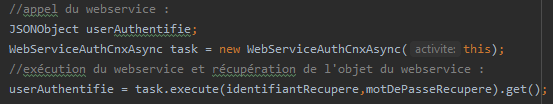 //appel du webservice :
JSONObject userAuthentifie;
WebServiceAuthCnxAsync task = new WebServiceAuthCnxAsync( activite: this);
//exécution du webservice et récupération de l'objet du webservice :
userAuthentifie = task.execute(identifiantRecupere,motDePasseRecupere).get();